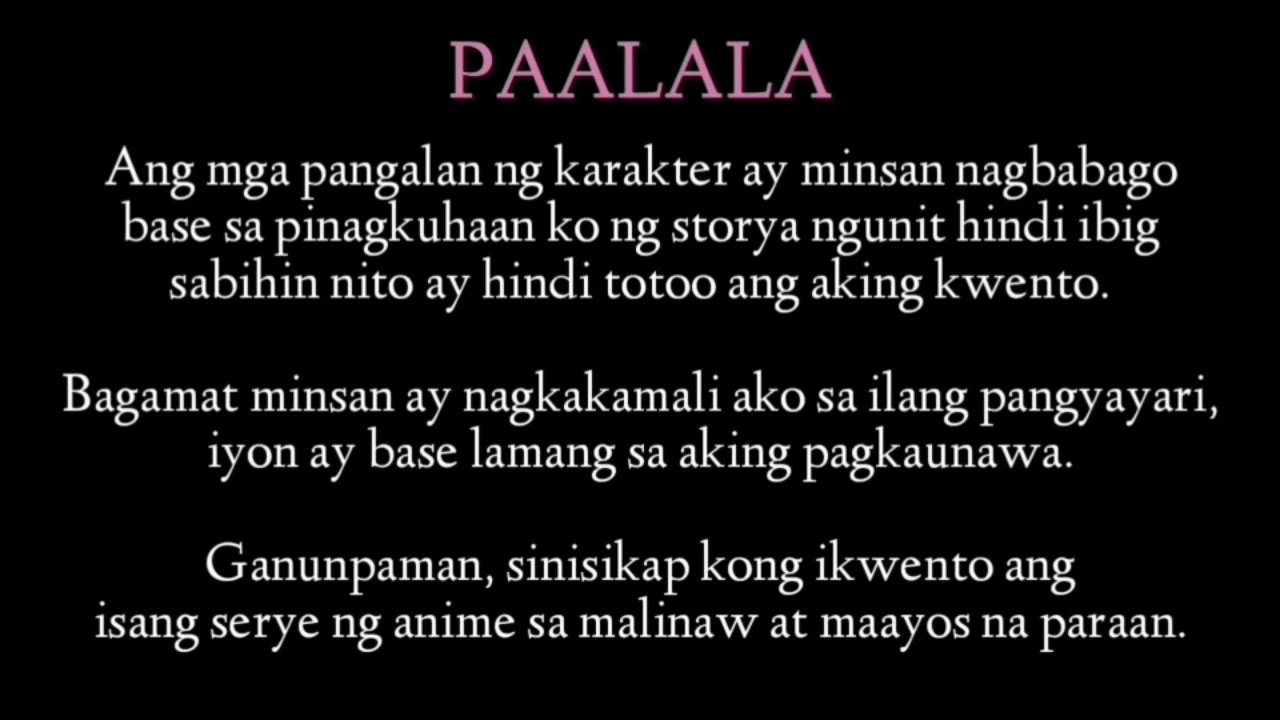 PAALALA
Ang mga pangalan ng karakter ay minsan nagbabago
base sa pinagkuhaan ko ng storya ngunit hindi ibig
sabihin nito ay hindi totoo ang aking kwento.
Bagamat minsan ay nagkakamali ako sa ilang pangyayari,
iyon ay base lamang sa aking pagkaunawa.
Ganunpaman, sinisikap kong ikwento ang
isang serye ng anime sa malinaw at maayos na paraan.